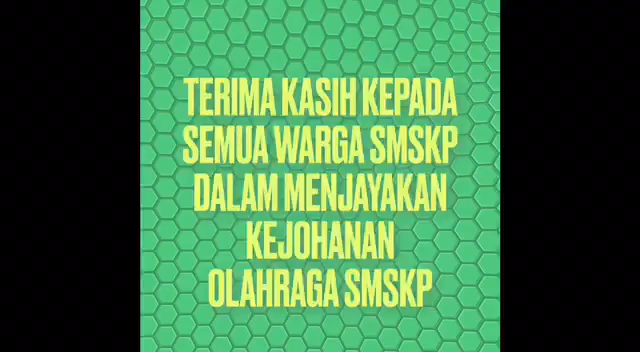 TERIMA KASIH KEPADA
SEMUA WARGA SMSKP
DALAM MENJAYAKAN
KEJOHANAN
OLAHRAGA SMSKP